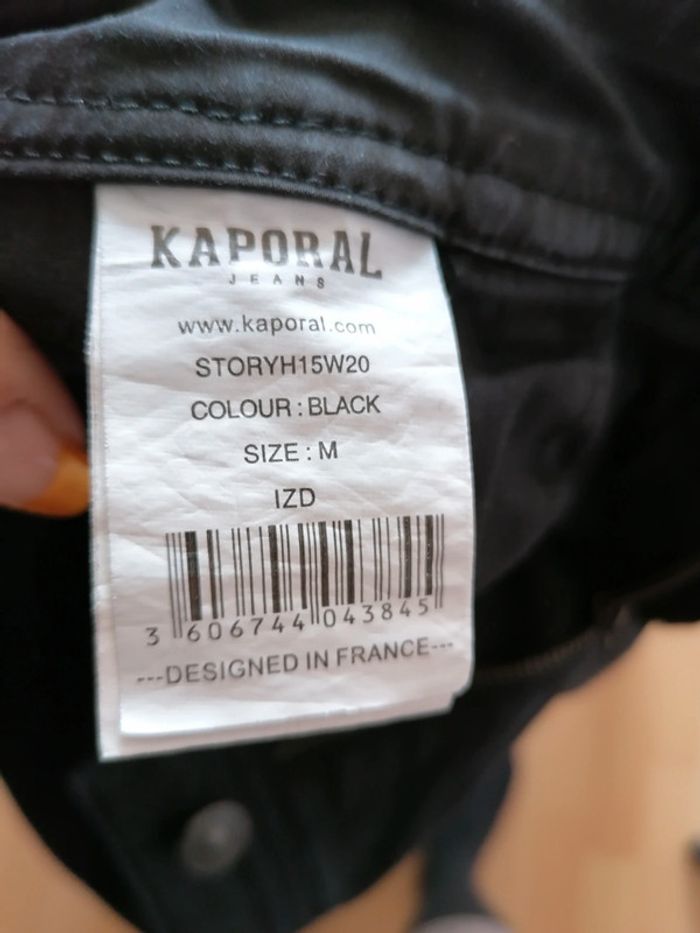 KAPORAL
JEANS
www.kaporal.com
STORYH15W20
COLOUR : BLACK
SIZE : M
IZD
3 606744 043845
---DESIGNED IN FRANCE---